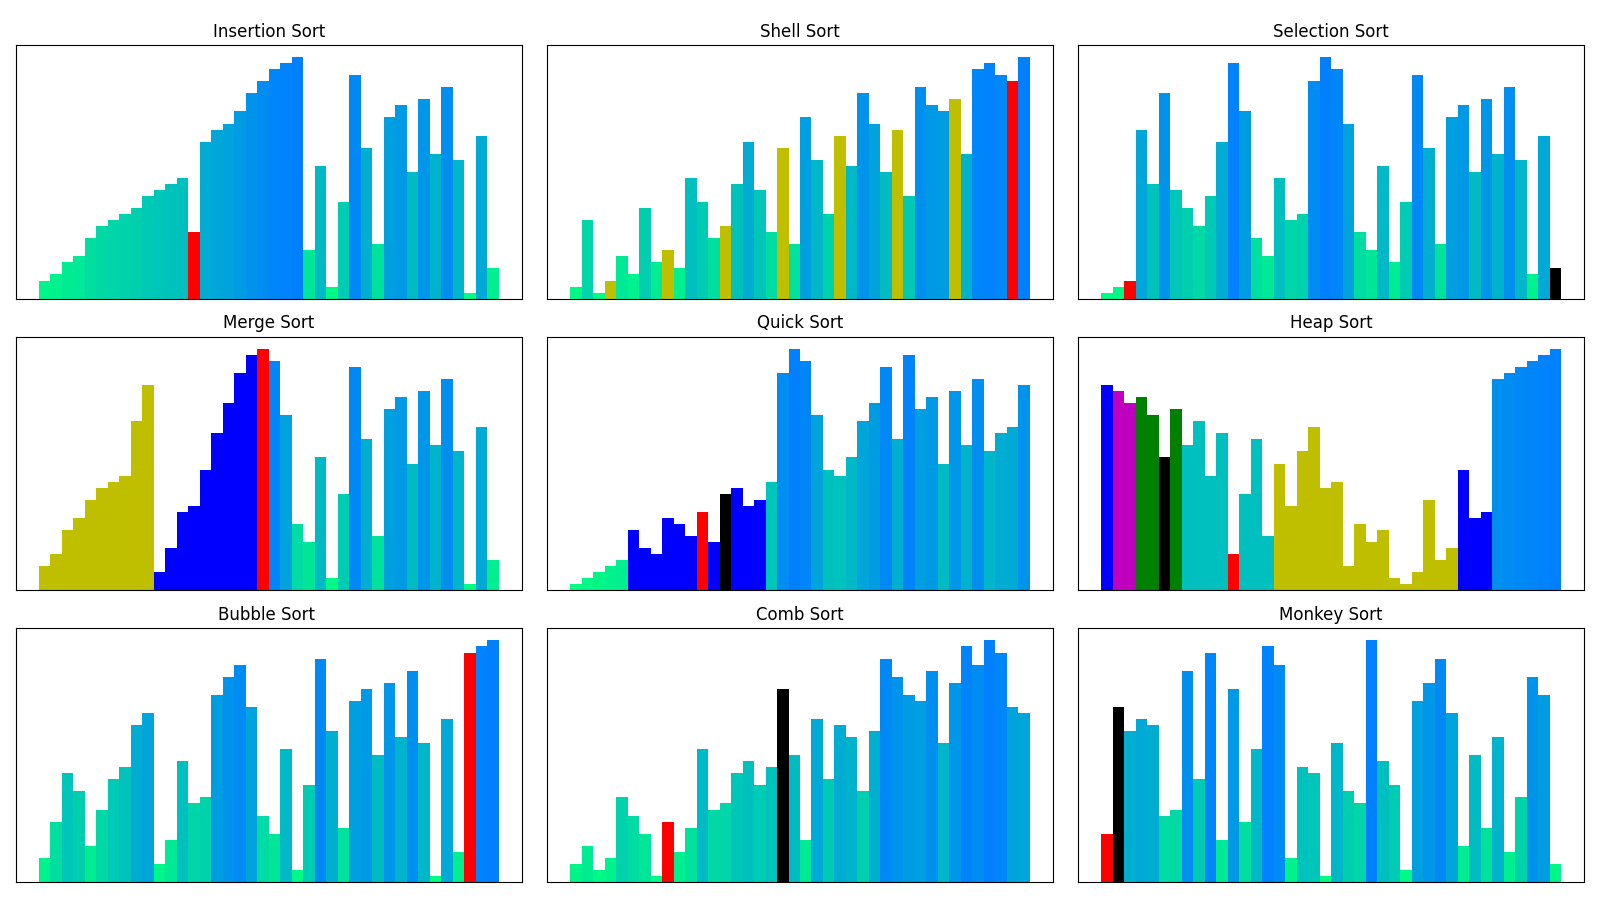 Insertion Sort
Shell Sort
Selection Sort
Merge Sort
Quick Sort
Heap Sort
Bubble Sort
Comb Sort
Monkey Sort